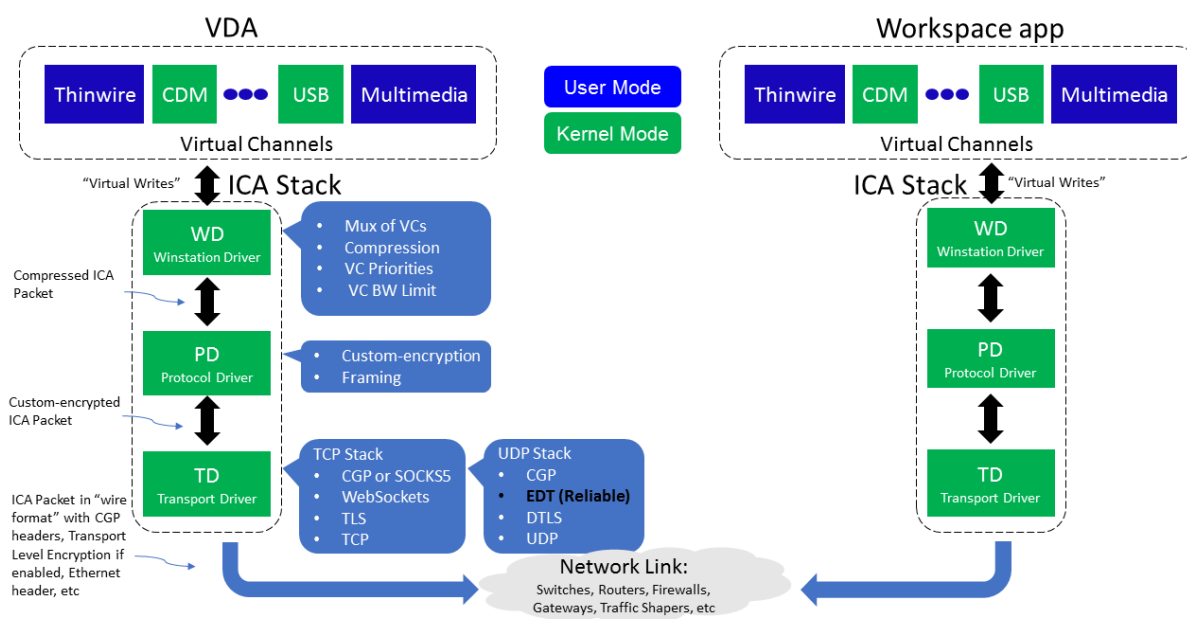 VDA
Thinwire
CDM
USB
Multimedia
Virtual Channels
User Mode
Kernel Mode
Workspace app
Thinwire
CDM
USB
Multimedia
Virtual Channels
“Virtual Writes”
ICA Stack
WD
Winstation Driver
• Mux of VCs
• Compression
• VC Priorities
• VC BW Limit
Compressed ICA
Packet
PD
Protocol Driver
• Custom-encryption
• Framing
Custom-encrypted
ICA Packet
TD
Transport Driver
TCP Stack
• CGP or SOCKS5
• WebSockets
• TLS
• TCP
UDP Stack
• CGP
• EDT (Reliable)
• DTLS
• UDP
ICA Packet in “wire
format” with CGP
headers, Transport
Level Encryption if
enabled, Ethernet
header, etc
ICA Stack
“Virtual Writes”
WD
Winstation Driver
PD
Protocol Driver
TD
Transport Driver
Network Link:
Switches, Routers, Firewalls,
Gateways, Traffic Shapers, etc